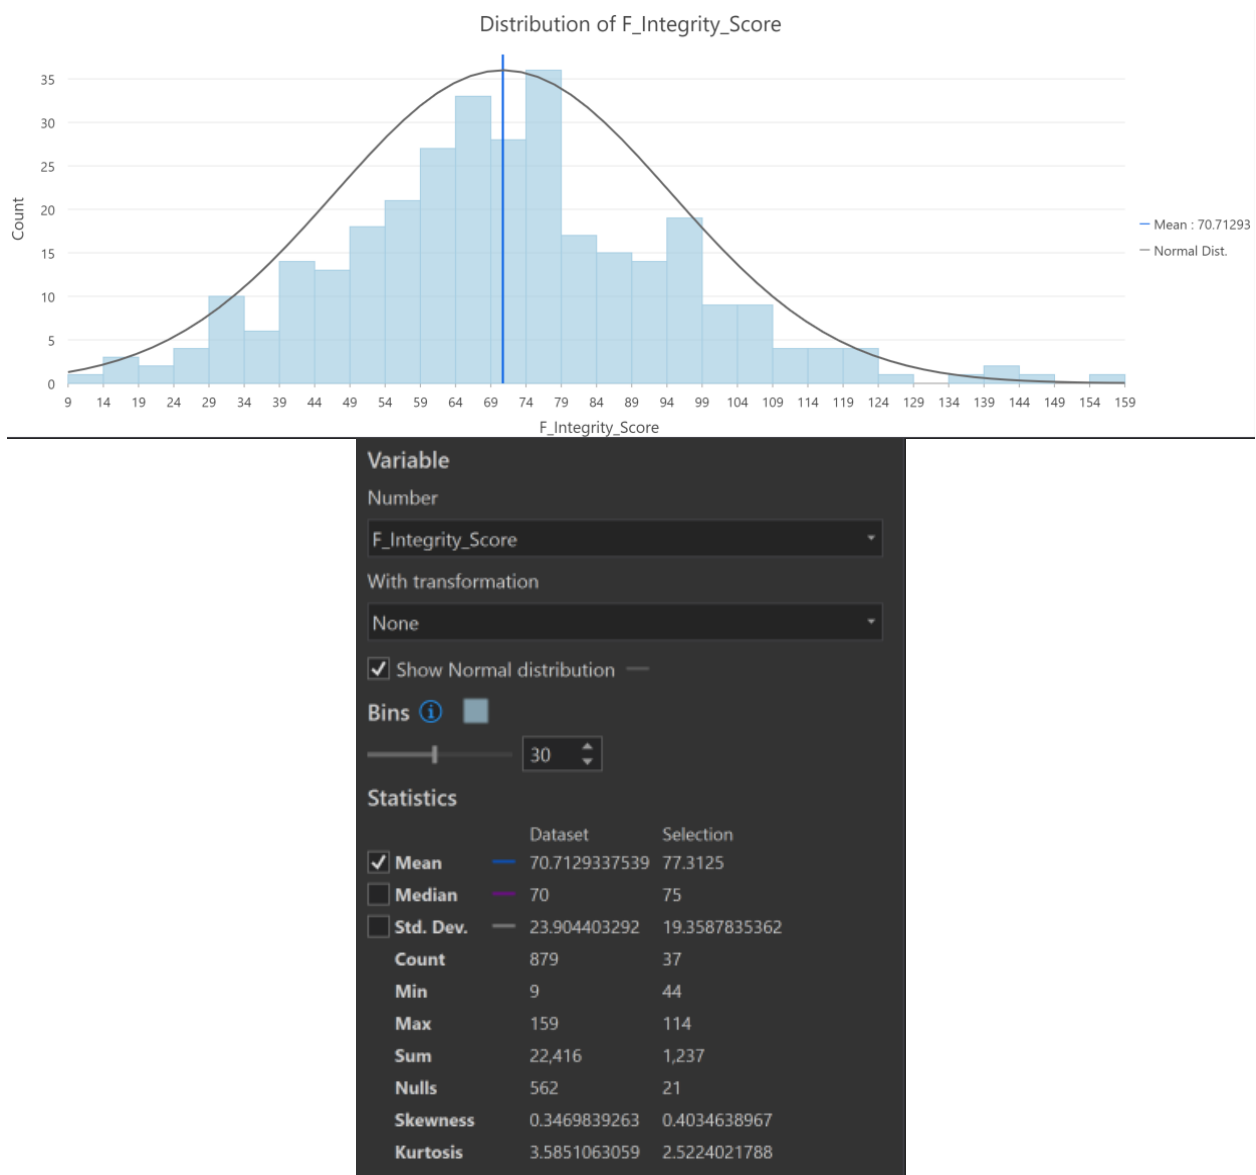 Distribution of F_Integrity_Score
35
30
25
20
15
10
5
0
Count
9 14 19 24 29 34 39 44 49 54 59 64 69 74 79 84 89 94 99 104 109 114 119 124 129 134 139 144 149 154 159
F_Integrity_Score
Mean : 70.71293
Normal Dist.
Variable
Number
F_Integrity_Score
With transformation
None
Show Normal distribution
Bins
30
Statistics
Dataset Selection
Mean 70.7129337539 77.3125
Median 70 75
Std. Dev. 23.904403292 19.3587835362
Count 879 37
Min 9 44
Max 159 114
Sum 22,416 1,237
Nulls 562 21
Skewness 0.3469839263 0.4034638967
Kurtosis 3.5851063059 2.5224021788